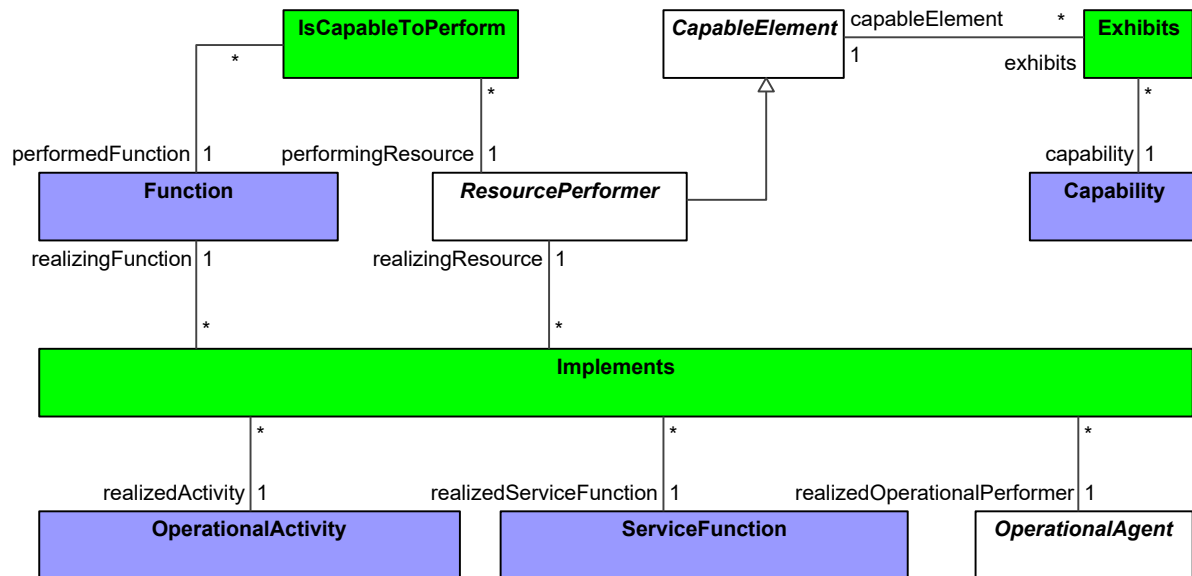 IsCapableToPerform
CapableElement
capableElement
*
Exhibits
1
exhibits
*
*
*
performedFunction
1
performingResource
1
capability
1
Function
ResourcePerformer
Capability
realizingFunction
1
realizingResource
1
*
*
Implements
*
*
*
realizedActivity
1
realizedServiceFunction
1
realizedOperationalPerformer
1
OperationalActivity
ServiceFunction
OperationalAgent